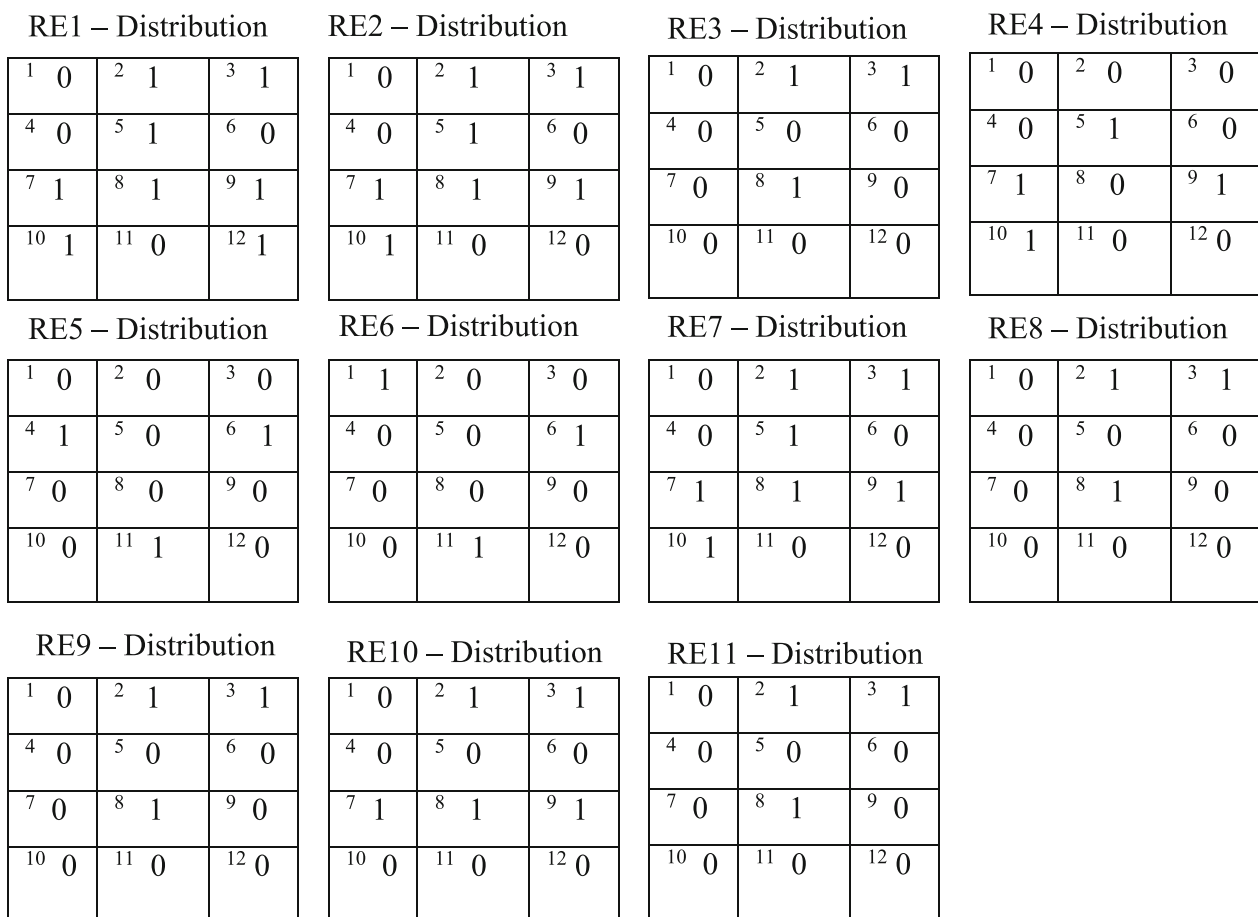 RE1 – Distribution RE2 – Distribution RE3 – Distribution RE4 – Distribution
1 0 2 1 3 1 1 0 2 1 3 1 1 0 2 1 3 1 1 0 2 0 3 0
4 0 5 1 6 0 4 0 5 1 6 0 4 0 5 0 6 0 4 0 5 1 6 0
7 1 8 1 9 1 7 1 8 1 9 1 7 0 8 1 9 0 7 1 8 0 9 1
10 1 11 0 12 1 10 1 11 0 12 0 10 0 11 0 12 0 10 1 11 0 12 0
RE5 – Distribution RE6 – Distribution RE7 – Distribution RE8 – Distribution
1 0 2 0 3 0 1 1 2 0 3 0 1 0 2 1 3 1 1 0 2 1 3 1
4 1 5 0 6 1 4 0 5 0 6 1 4 0 5 1 6 0 4 0 5 0 6 0
7 0 8 0 9 0 7 0 8 0 9 0 7 1 8 1 9 1 7 0 8 1 9 0
10 0 11 1 12 0 10 0 11 1 12 0 10 1 11 0 12 0 10 0 11 0 12 0
RE9 – Distribution RE10 – Distribution RE11 – Distribution
1 0 2 1 3 1 1 0 2 1 3 1 1 0 2 1 3 1
4 0 5 0 6 0 4 0 5 0 6 0 4 0 5 0 6 0
7 0 8 1 9 0 7 1 8 1 9 1 7 0 8 1 9 0
10 0 11 0 12 0 10 0 11 0 12 0 10 0 11 0 12 0